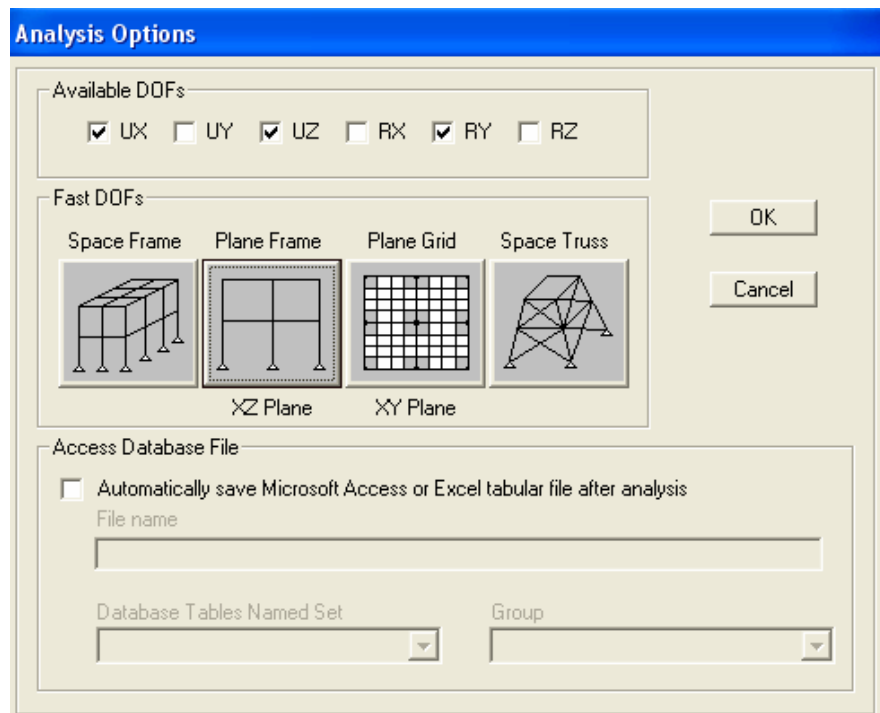 Analysis Options
Available DOFs
UX UY UZ RX RY RZ
Fast DOFs
Space Frame Plane Frame Plane Grid Space Truss
XZ Plane XY Plane
OK
Cancel
Access Database File
Automatically save Microsoft Access or Excel tabular file after analysis
File name
Database Tables Named Set Group